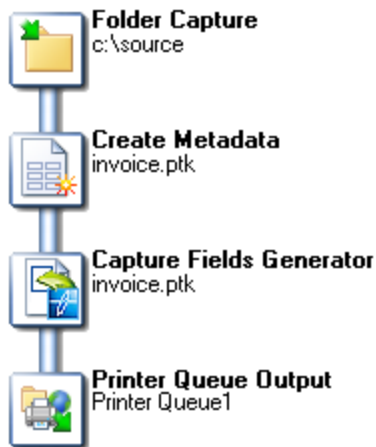 Folder Capture
c:\source
Create Metadata
invoice.ptk
Capture Fields Generator
invoice.ptk
Printer Queue Output
Printer Queue1